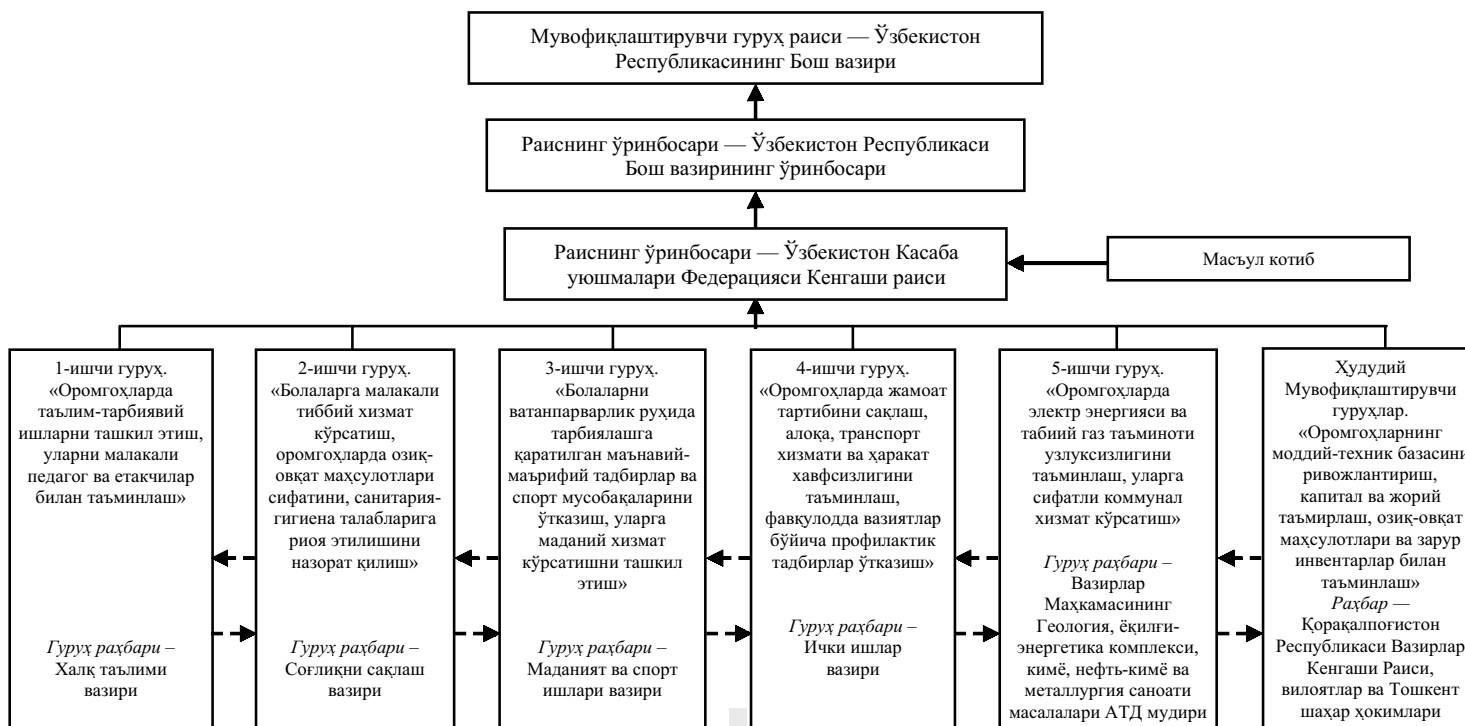 Мувофиқлаштирувчи гуруҳ раиси — Ўзбекистон
Республикасининг Бош вазири
Раиснинг ўринбосари — Ўзбекистон Республикаси
Бош вазирининг ўринбосари
Раиснинг ўринбосари — Ўзбекистон Касаба
уюшмалари Федерацияси Кенгаши раиси
Масъул котиб
1-ишчи гуруҳ.
«Оромгоҳларда
таълим-тарбиявий
ишларни ташкил этиш,
уларни малакали
педагог ва етакчилар
билан таъминлаш»
Гуруҳ раҳбари –
Халқ таълими
вазири
2-ишчи гуруҳ.
«Болаларга малакали
тиббий хизмат
кўрсатиш,
оромгоҳларда озиқ-
овқат маҳсулотлари
сифатини, санитария-
гигиена талабларига
риоя этилишини
назорат қилиш»
Гуруҳ раҳбари –
Соғлиқни сақлаш
вазири
3-ишчи гуруҳ.
«Болаларни
ватанпарварлик руҳида
тарбиялашга
қаратилган маънавий-
маърифий тадбирлар ва
спорт мусобақаларини
ўтказиш, уларга
маданий хизмат
кўрсатишни ташкил
этиш»
Гуруҳ раҳбари –
Маданият ва спорт
ишлари вазири
4-ишчи гуруҳ.
«Оромгоҳларда жамоат
тартибини сақлаш,
алоқа, транспорт
хизмати ва ҳаракат
хавфсизлигини
таъминлаш,
фавқулодда вазиятлар
бўйича профилактик
тадбирлар ўтказиш»
Гуруҳ раҳбари –
Ички ишлар
вазири
5-ишчи гуруҳ.
«Оромгоҳларда
электр энергияси ва
табиий газ таъминоти
узлуксизлигини
таъминлаш, уларга
сифатли коммунал
хизмат кўрсатиш»
Гуруҳ раҳбари –
Вазирлар
Маҳкамасининг
Геология, ёқилғи-
энергетика комплекси,
кимё, нефть-кимё ва
металлургия саноати
масалалари АТД мудири
Ҳудудий
Мувофиқлаштирувчи
гуруҳлар.
«Оромгоҳларнинг
моддий-техник базасини
ривожлантириш,
капитал ва жорий
таъмирлаш, озиқ-овқат
маҳсулотлари ва зарур
инвентарлар билан
таъминлаш»
Раҳбар —
Қорақалпоғистон
Республикаси Вазирлар
Кенгаши Раиси,
вилоятлар ва Тошкент
шаҳар ҳокимлари